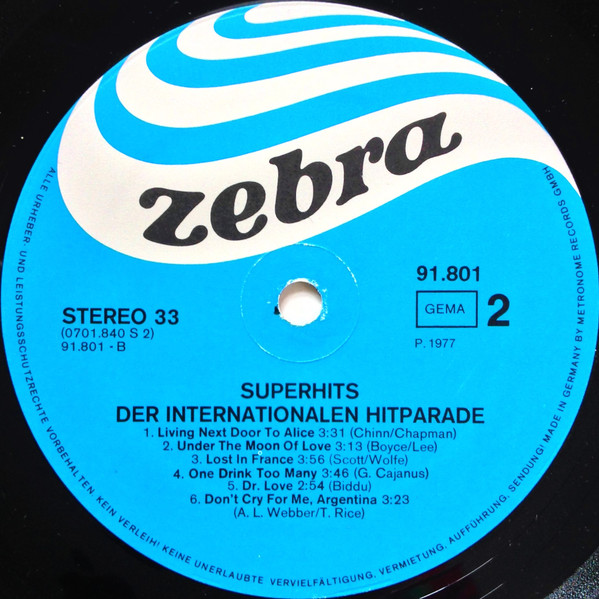 zebra
STEREO 33
(0701.840 S 2)
91.801 - B
91.801
GEMA 2
P. 1977
SUPERHITS
DER INTERNATIONALEN HITPARADE
1. Living Next Door To Alice 3:31 (Chinn/Chapman)
2. Under The Moon Of Love 3:13 (Boyce/Lee)
3. Lost In France 3:56 (Scott/Wolfe)
4. One Drink Too Many 3:46 (G. Cajanus)
5. Dr. Love 2:54 (Biddu)
6. Don't Cry For Me, Argentina 3:23
(A. L. Webber/T. Rice)
ALLE URHEBER- UND LEISTUNGSSCHUTZRECHTE VORBEHALTEN. KEIN VERLEIH! KEINE UNERLAUBTE VERVIELFÄLTIGUNG, VERMIETUNG, AUFFÜHRUNG, SENDUNG! MADE IN GERMANY BY METRONOME RECORDS GMBH